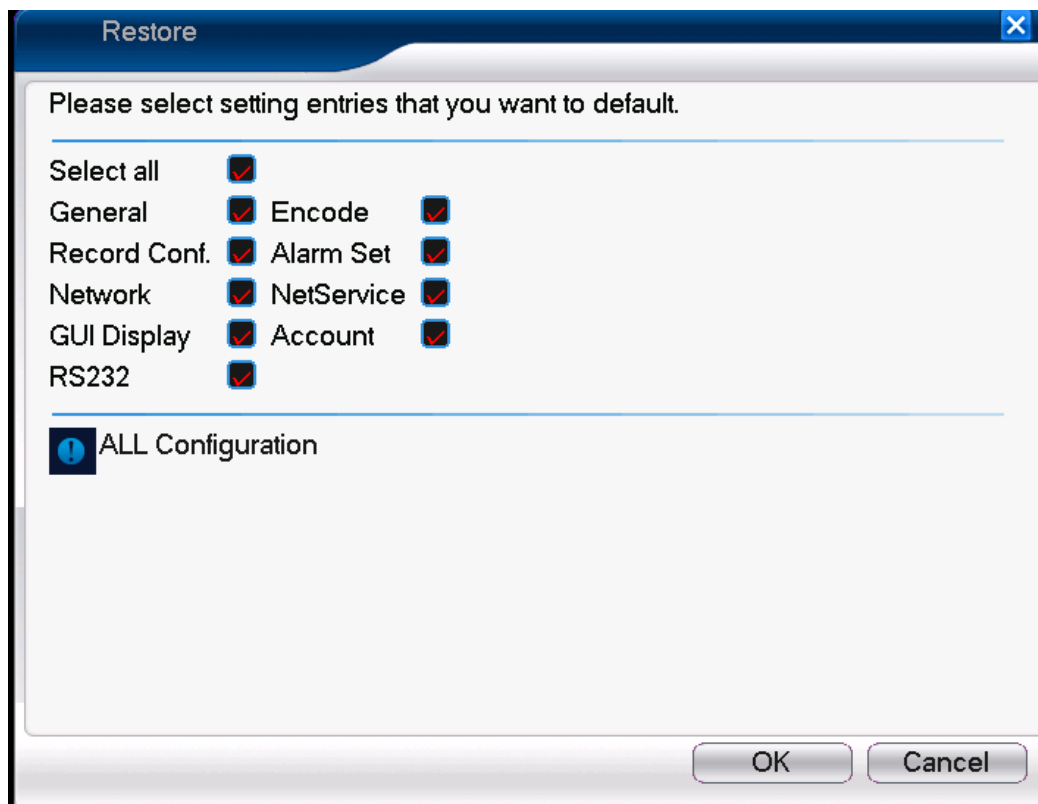 Restore
Please select setting entries that you want to default.
Select all
General Encode
Record Conf. Alarm Set
Network NetService
GUI Display Account
RS232
ALL Configuration
OK Cancel